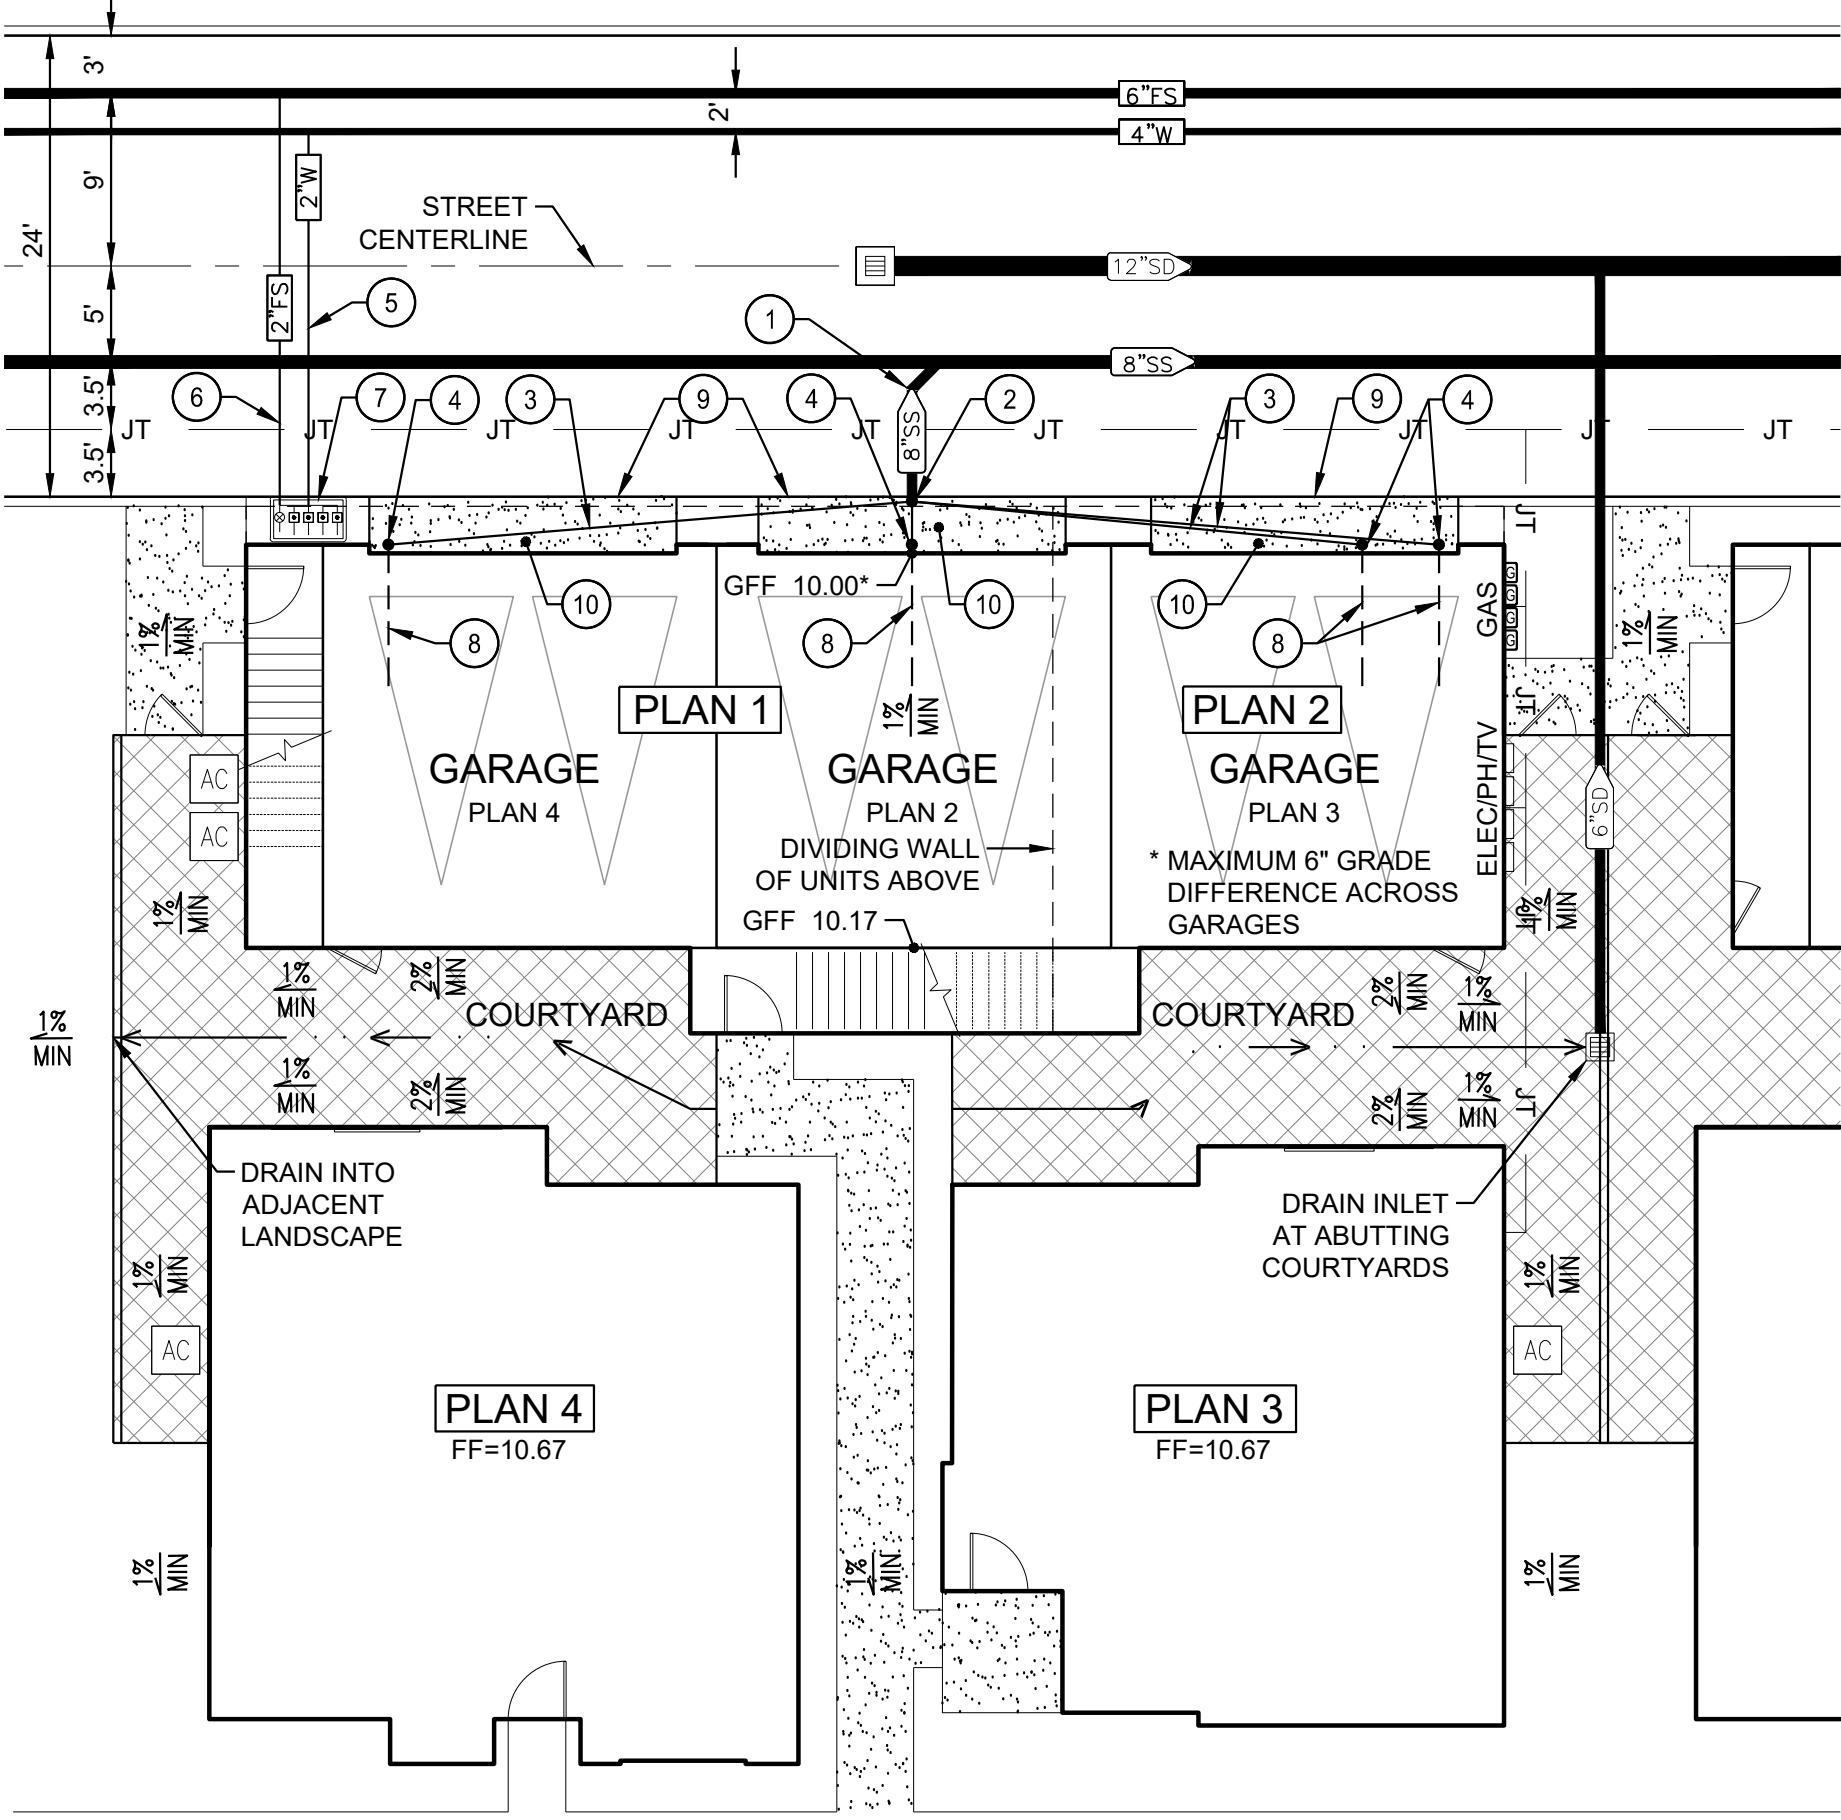 3'
6"FS
2'
4"W
9'
2"W
24'
STREET
CENTERLINE
12"SD
2"FS
5
5'
1
8"SS
3.5'
6
7
4
3
9
4
2
3
9
4
8"SS
JT
JT
JT
JT
JT
JT
JT
JT
JT
JT
3.5'
JT
GFF 10.00*
10
10
10
GAS
G
G
G
G
8
8
8
1%
MIN
1%
MIN
PLAN 1
1%
MIN
PLAN 2
JT
GARAGE
PLAN 4
GARAGE
PLAN 2
GARAGE
PLAN 3
AC
AC
ELEC/PH/TV
6"SD
DIVIDING WALL
OF UNITS ABOVE
* MAXIMUM 6" GRADE
DIFFERENCE ACROSS
GARAGES
1%
MIN
JT
1%
MIN
GFF 10.17
1%
MIN
2%
MIN
COURTYARD
COURTYARD
2%
MIN
1%
MIN
1%
MIN
1%
MIN
2%
MIN
2%
MIN
1%
MIN
JT
DRAIN INTO
ADJACENT
LANDSCAPE
DRAIN INLET
AT ABUTTING
COURTYARDS
1%
MIN
1%
MIN
AC
AC
PLAN 4
FF=10.67
PLAN 3
FF=10.67
1%
MIN
1%
MIN
1%
MIN